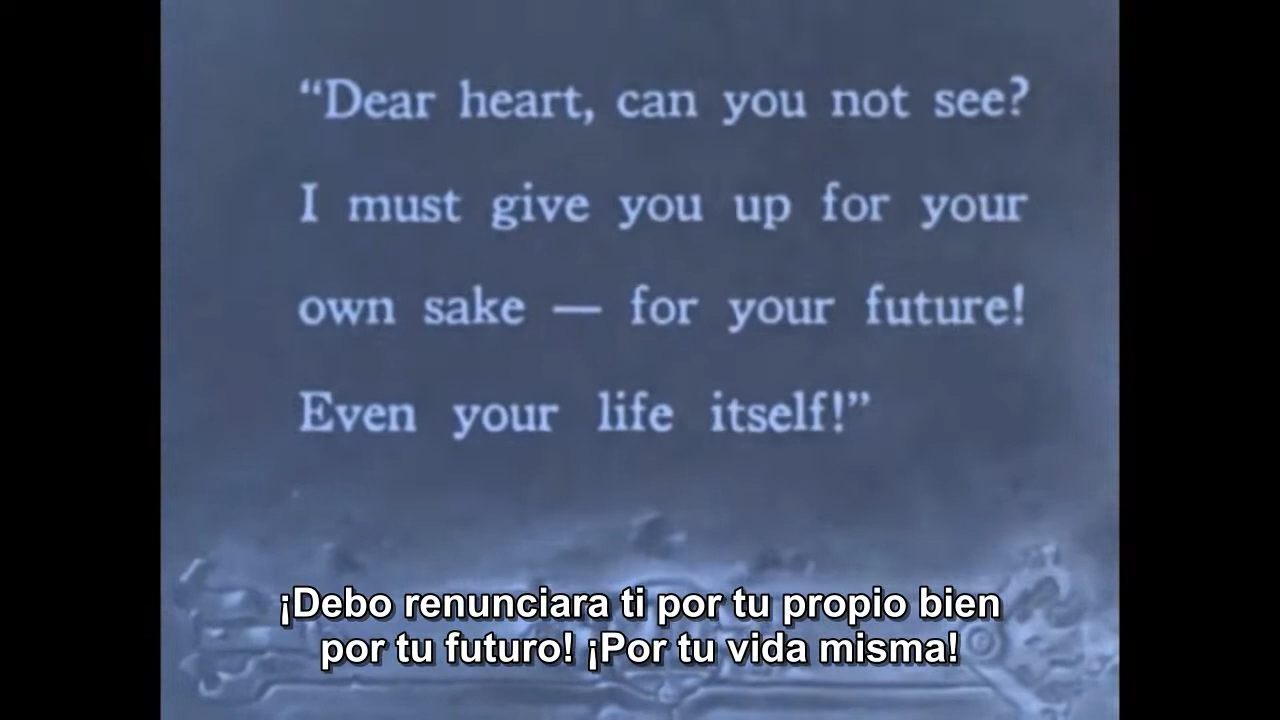 “Dear heart, can you not see?
I must give you up for your
own sake — for your future!
Even your life itself!”
¡Debo renunciara ti por tu propio bien
por tu futuro! ¡Por tu vida misma!